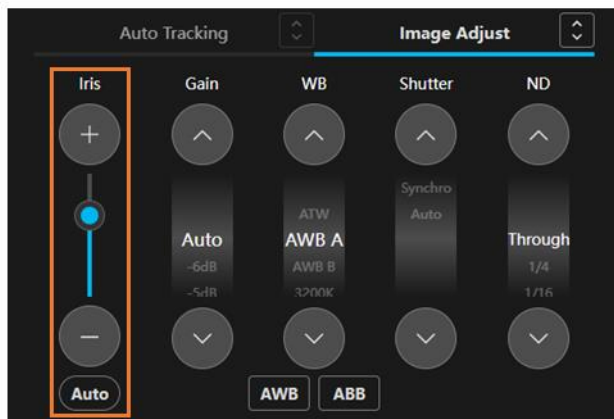 Auto Tracking
Image Adjust
Iris Gain WB Shutter ND
Synchro
ATW Auto
Auto AWB A Through
-6dB AWB B 1/4
-5dB 3200K 1/16
Auto AWB ABB